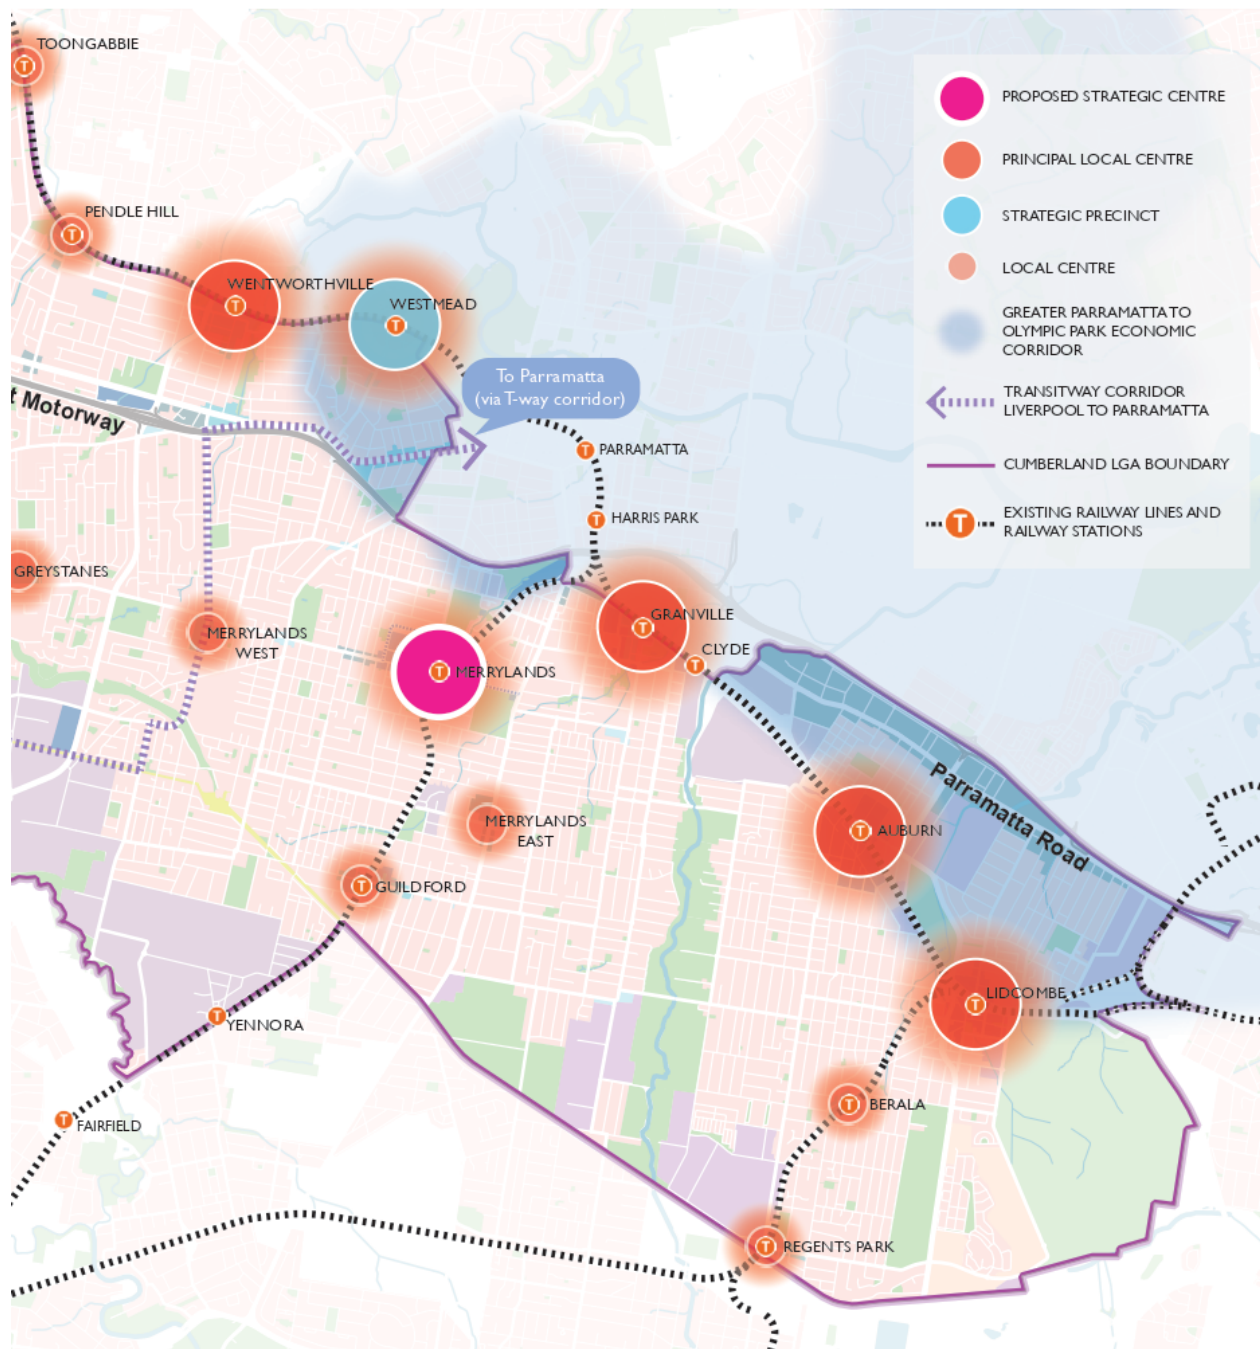 TOONGABBIE
PENDLE HILL
WENTWORTHVILLE
WESTMEAD
To Parramatta
(via T-way corridor)
t Motorway
PARRAMATTA
HARRIS PARK
GREYSTANES
MERRYLANDS
WEST
MERRYLANDS
GRANVILLE
CLYDE
MERRYLANDS
EAST
Parramatta Road
AUBURN
GUILDFORD
LIDCOMBE
YENNORA
BERALA
FAIRFIELD
REGENTS PARK
PROPOSED STRATEGIC CENTRE
PRINCIPAL LOCAL CENTRE
STRATEGIC PRECINCT
LOCAL CENTRE
GREATER PARRAMATTA TO
OLYMPIC PARK ECONOMIC
CORRIDOR
TRANSITWAY CORRIDOR
LIVERPOOL TO PARRAMATTA
CUMBERLAND LGA BOUNDARY
T
EXISTING RAILWAY LINES AND
RAILWAY STATIONS